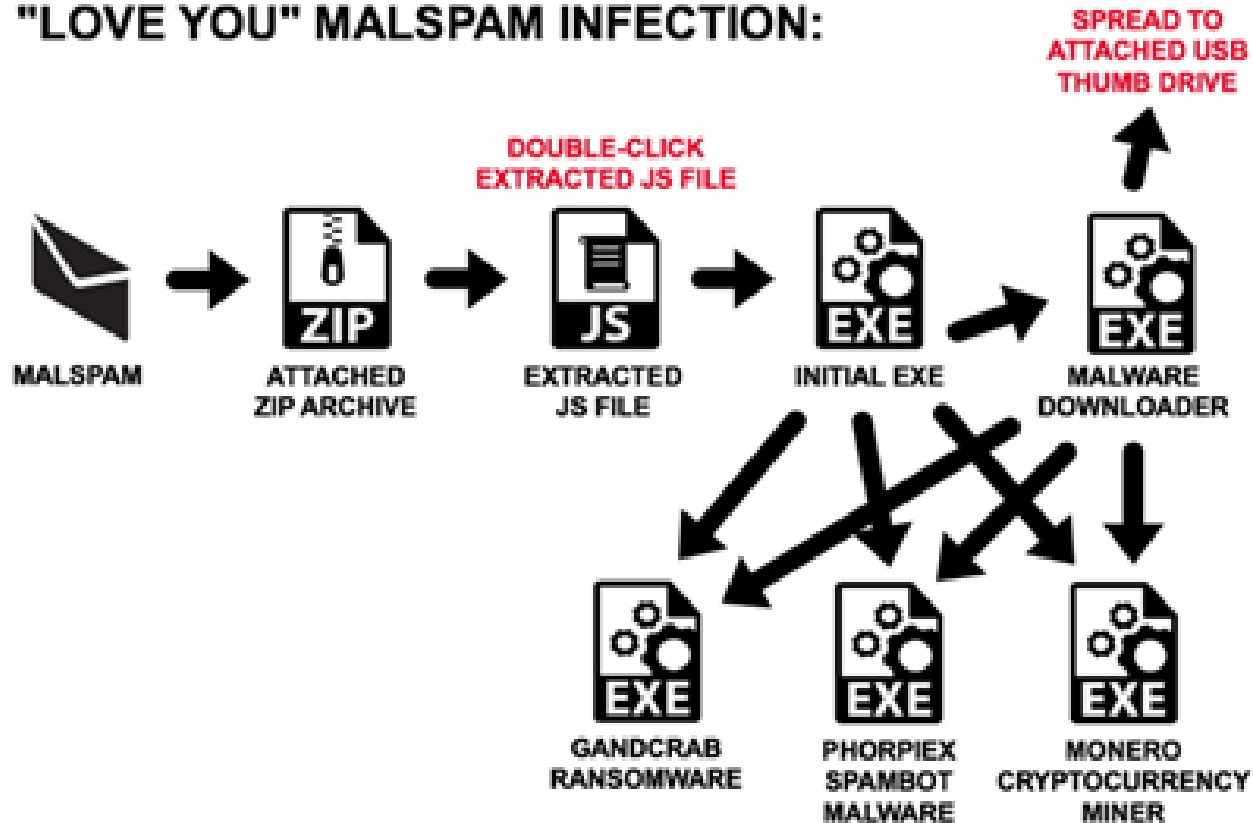 "LOVE YOU" MALSPAM INFECTION:
SPREAD TO
ATTACHED USB
THUMB DRIVE
DOUBLE-CLICK
EXTRACTED JS FILE
ZIP
JS
EXE
EXE
MALSPAM
ATTACHED
ZIP ARCHIVE
EXTRACTED
JS FILE
INITIAL EXE
MALWARE
DOWNLOADER
EXE
EXE
EXE
GANDCRAB
RANSOMWARE
PHORPIEX
SPAMBOT
MALWARE
MONERO
CRYPTOCURRENCY
MINER